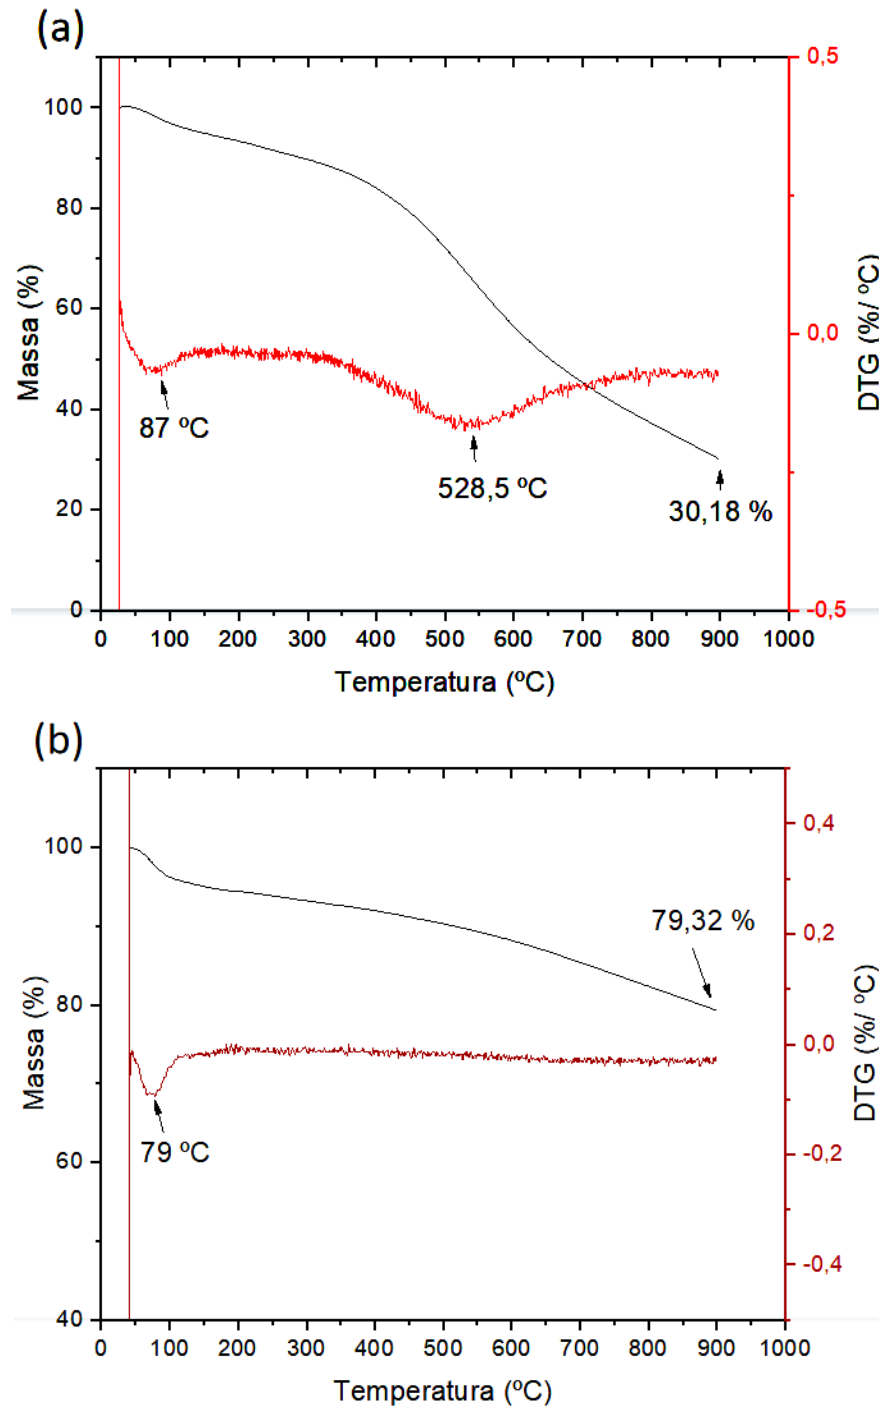 (a)
0,5
100
80
60
40
20
0
Massa (%)
0,0
-0,5
DTG (%/ ºC)
87 ºC
528,5 ºC
30,18 %
0 100 200 300 400 500 600 700 800 900 1000
Temperatura (ºC)
(b)
100
80
60
40
Massa (%)
0,4
0,2
0,0
-0,2
-0,4
DTG (%/ ºC)
79,32 %
79 ºC
0 100 200 300 400 500 600 700 800 900 1000
Temperatura (ºC)